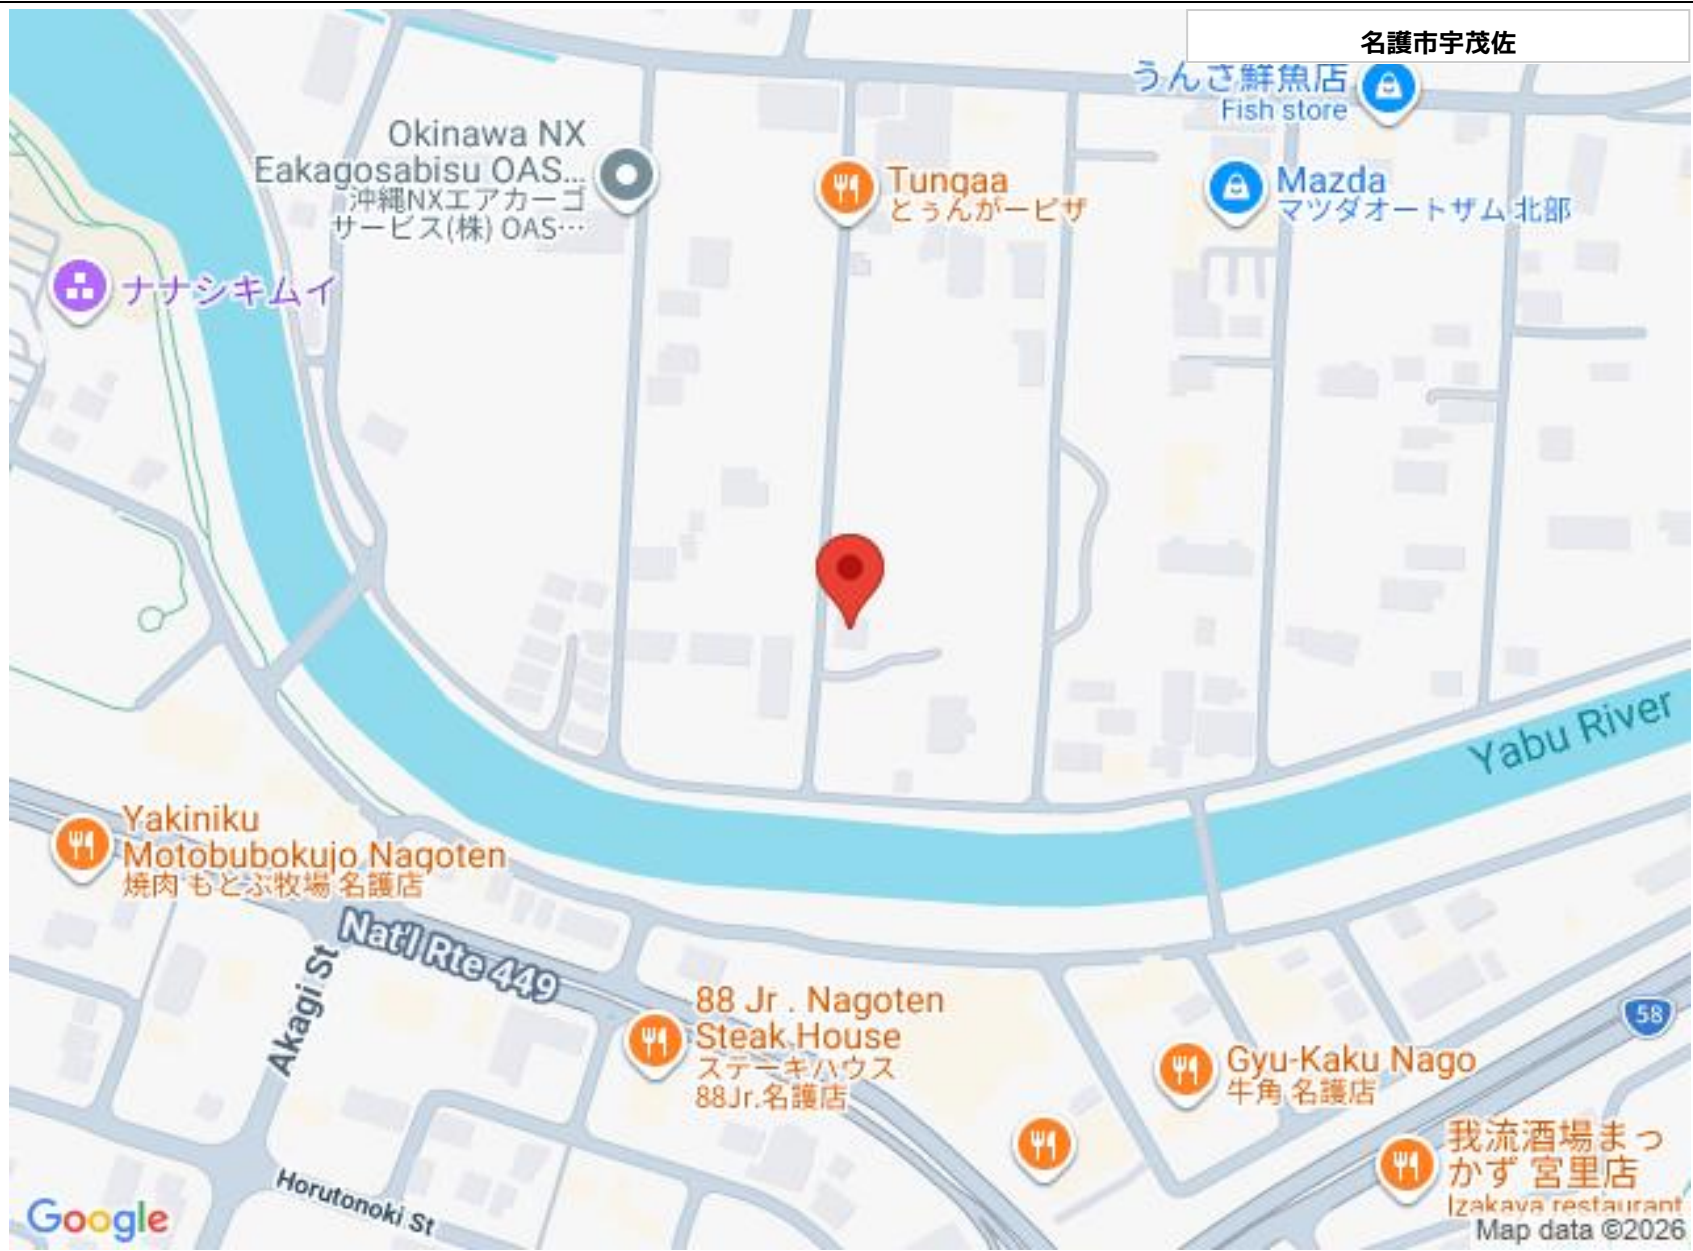 名護市宇茂佐
うんさ鮮魚店
Fish store
Okinawa NX
Eakagosabisu OAS...
沖縄NXエアカーゴ
サービス(株) OAS…
Tungaa
とぅんがーピザ
Mazda
マツダオートザム 北部
ナナシキムイ
Yabu River
Yakiniku
Motobubokujo Nagoten
焼肉 もとぶ牧場 名護店
Nat'l Rte 449
Akagi St
88 Jr . Nagoten
Steak House
ステーキハウス
88Jr.名護店
58
Gyu-Kaku Nago
牛角 名護店
我流酒場まっ
かず 宮里店
Izakaya restaurant
Horutonoki St
Google
Map data ©2026